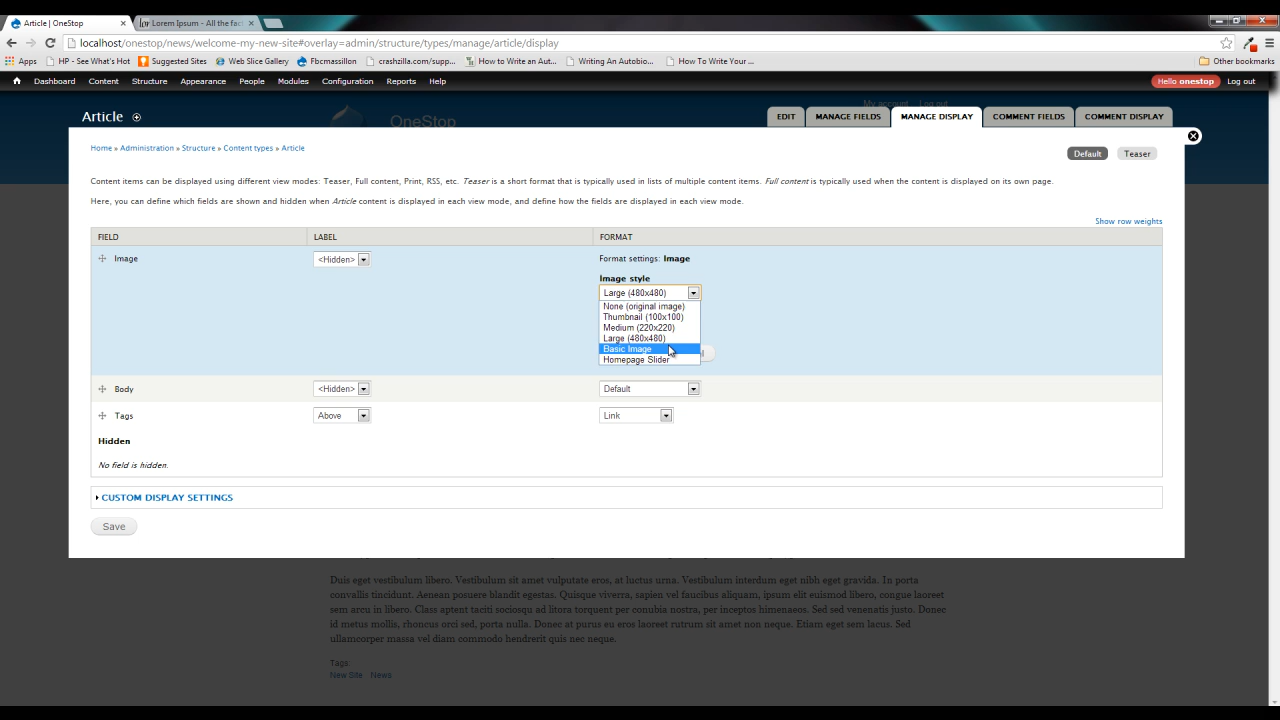 Article | OneStop
Lorem Ipsum - All the fac
localhost/onestop/news/welcome-my-new-site#overlay=admin/structure/types/manage/article/display
Apps HP - See What's Hot Suggested Sites Web Slice Gallery Fbcmassillon crashzilla.com/supp... How to Write an Aut... Writing An Autobio... How To Write Your ... Other bookmarks
Dashboard Content Structure Appearance People Modules Configuration Reports Help Hello onestop Log out
My account Log out
OneStop
Article EDIT MANAGE FIELDS MANAGE DISPLAY COMMENT FIELDS COMMENT DISPLAY
Home » Administration » Structure » Content types » Article
Default Teaser
Content items can be displayed using different view modes: Teaser, Full content, Print, RSS, etc. Teaser is a short format that is typically used in lists of multiple content items. Full content is typically used when the content is displayed on its own page.
Here, you can define which fields are shown and hidden when Article content is displayed in each view mode, and define how the fields are displayed in each view mode.
Show row weights
FIELD LABEL FORMAT
Image <Hidden> Format settings: Image
Image style
Large (480x480)
None (original image)
Thumbnail (100x100)
Medium (220x220)
Large (480x480)
Basic Image
Homepage Slider
Body <Hidden> Default
Tags Above Link
Hidden
No field is hidden.
CUSTOM DISPLAY SETTINGS
Save
Duis eget vestibulum libero. Vestibulum sit amet vulputate eros, at luctus urna. Vestibulum interdum eget nibh eget gravida. In porta
convallis tincidunt. Aenean posuere blandit egestas. Quisque viverra, sapien vel faucibus aliquam, ipsum elit euismod libero, congue laoreet
sem arcu in libero. Class aptent taciti sociosqu ad litora torquent per conubia nostra, per inceptos himenaeos. Sed sed venenatis justo. Donec
id metus mollis, rhoncus orci sed, porta nulla. Donec at purus eu eros laoreet rutrum sit amet non neque. Etiam eget sem lacus. Sed
ullamcorper massa vel diam commodo hendrerit quis nec neque.
Tags:
New Site News